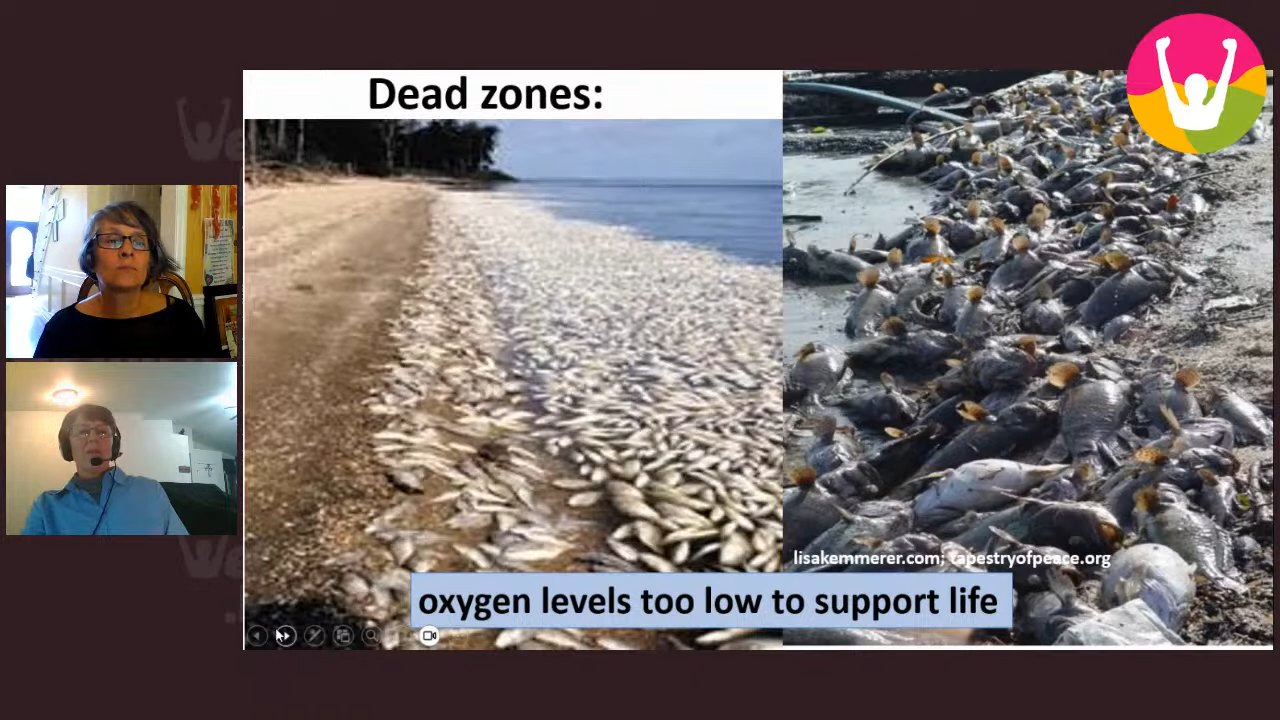 Dead zones:
lisakemmerer.com; tapestryofpeace.org
oxygen levels too low to support life